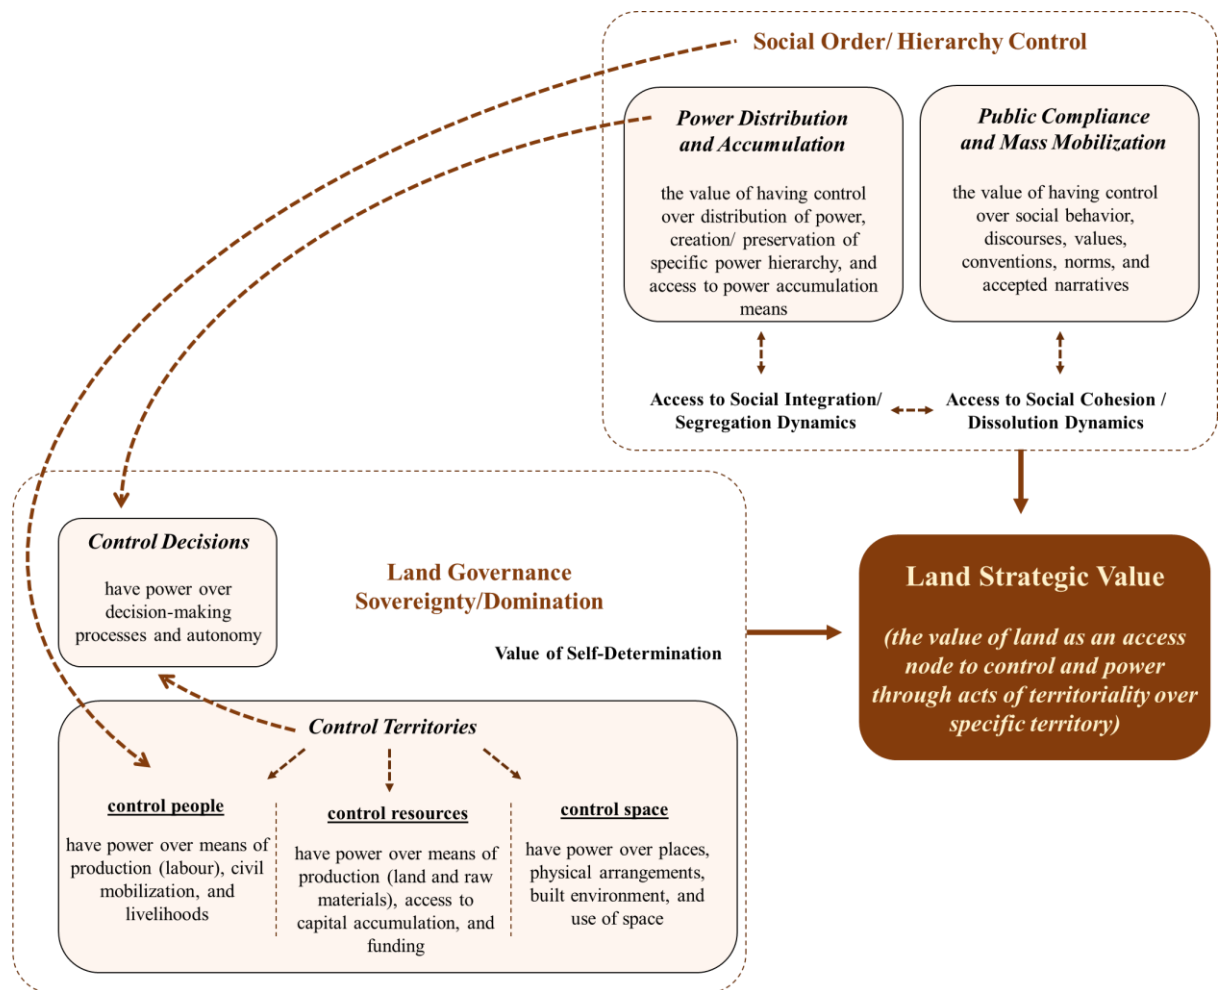 Social Order/ Hierarchy Control
Power Distribution
and Accumulation
the value of having control
over distribution of power,
creation/ preservation of
specific power hierarchy, and
access to power accumulation
means
Public Compliance
and Mass Mobilization
the value of having control
over social behavior,
discourses, values,
conventions, norms, and
accepted narratives
Access to Social Integration/
Segregation Dynamics
Access to Social Cohesion /
Dissolution Dynamics
Control Decisions
have power over
decision-making
processes and autonomy
Land Governance
Sovereignty/Domination
Value of Self-Determination
Control Territories
control people
have power over means of
production (labour), civil
mobilization, and
livelihoods
control resources
have power over means of
production (land and raw
materials), access to
capital accumulation, and
funding
control space
have power over places,
physical arrangements,
built environment, and
use of space
Land Strategic Value
(the value of land as an access
node to control and power
through acts of territoriality over
specific territory)